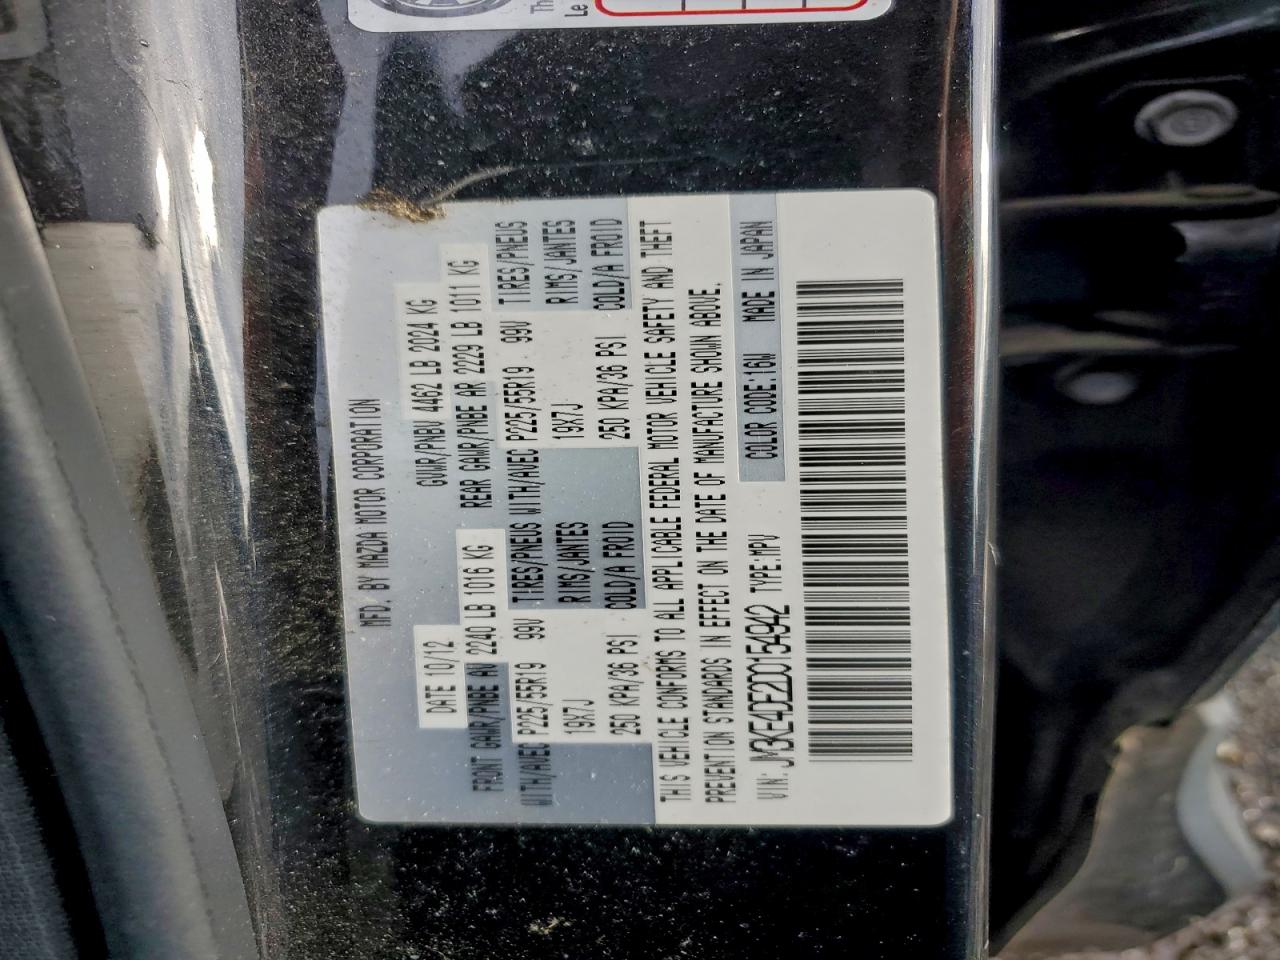 Th
Le
MFD. BY MAZDA MOTOR CORPORATION
DATE 10/12 GWR/PNBV 4462 LB 2024 KG
FRONT GAWR/PNBE AV 2240 LB 1016 KG REAR GAWR/PNBE AR 2229 LB 1011 KG
WITH/AVEC P225/55R19 99V TIRES/PNEUS WITH/AVEC P225/55R19 99V TIRES/PNEUS
19X7J RIMS/JANTES 19X7J RIMS/JANTES
250 KPA/36 PSI COLD/A FROID 250 KPA/36 PSI COLD/A FROID
THIS VEHICLE CONFORMS TO ALL APPLICABLE FEDERAL MOTOR VEHICLE SAFETY AND THEFT
PREVENTION STANDARDS IN EFFECT ON THE DATE OF MANUFACTURE SHOWN ABOVE.
VIN: JM3KE4DE2D0154942 TYPE:MPV COLOR CODE:16W MADE IN JAPAN